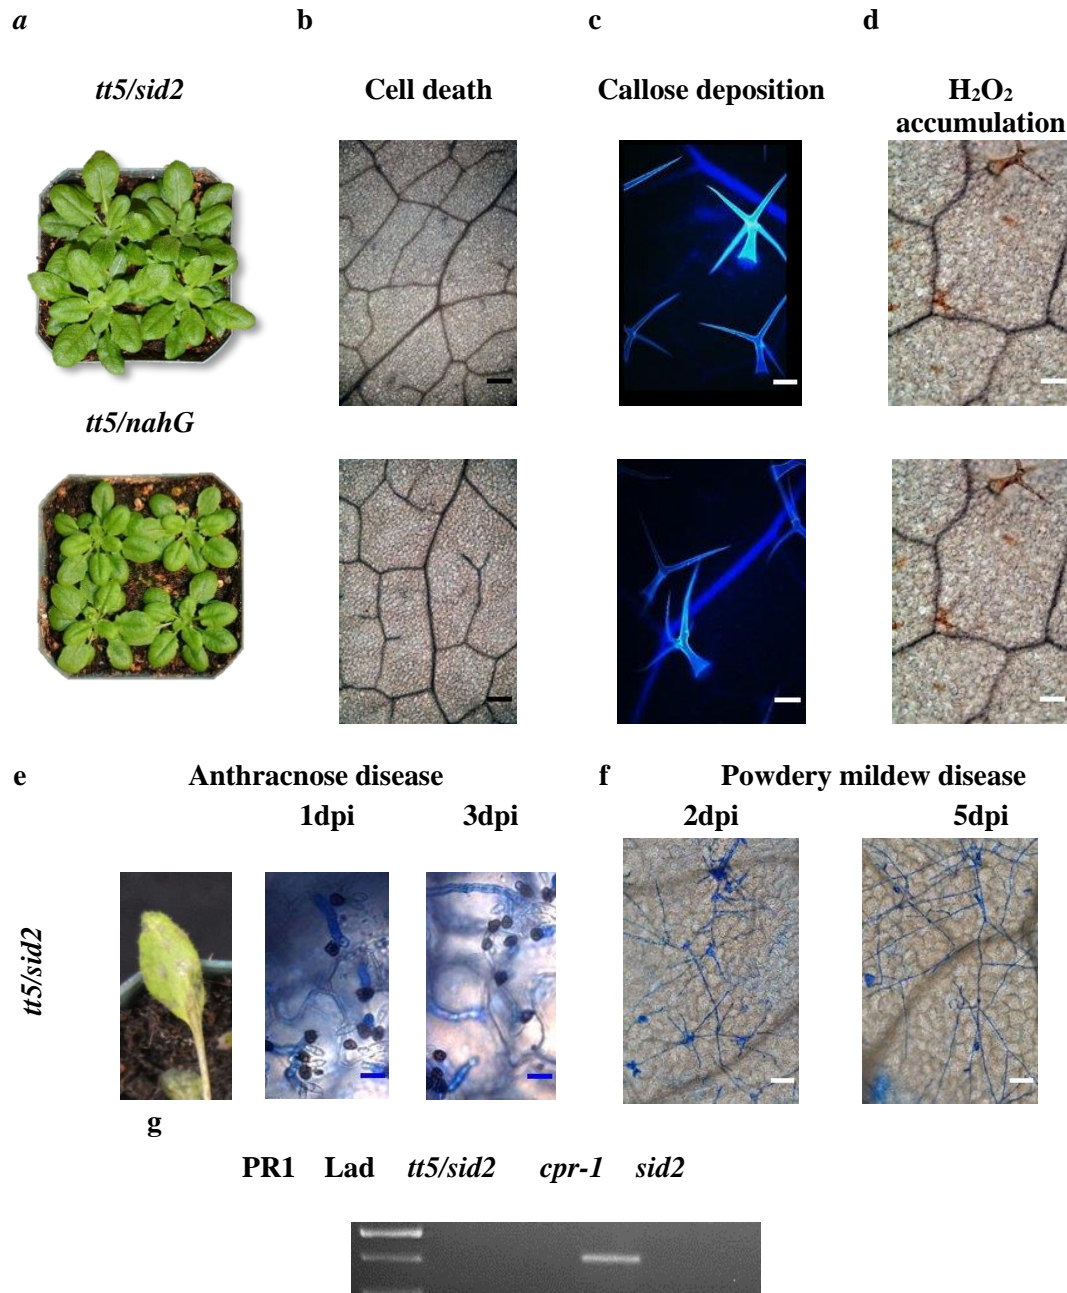 a b c d
tt5/sid2 Cell death Callose deposition H₂O₂
accumulation
tt5/nahG
e Anthracnose disease f Powdery mildew disease
1dpi 3dpi 2dpi 5dpi
tt5/sid2
g
PR1 Lad tt5/sid2 cpr-1 sid2